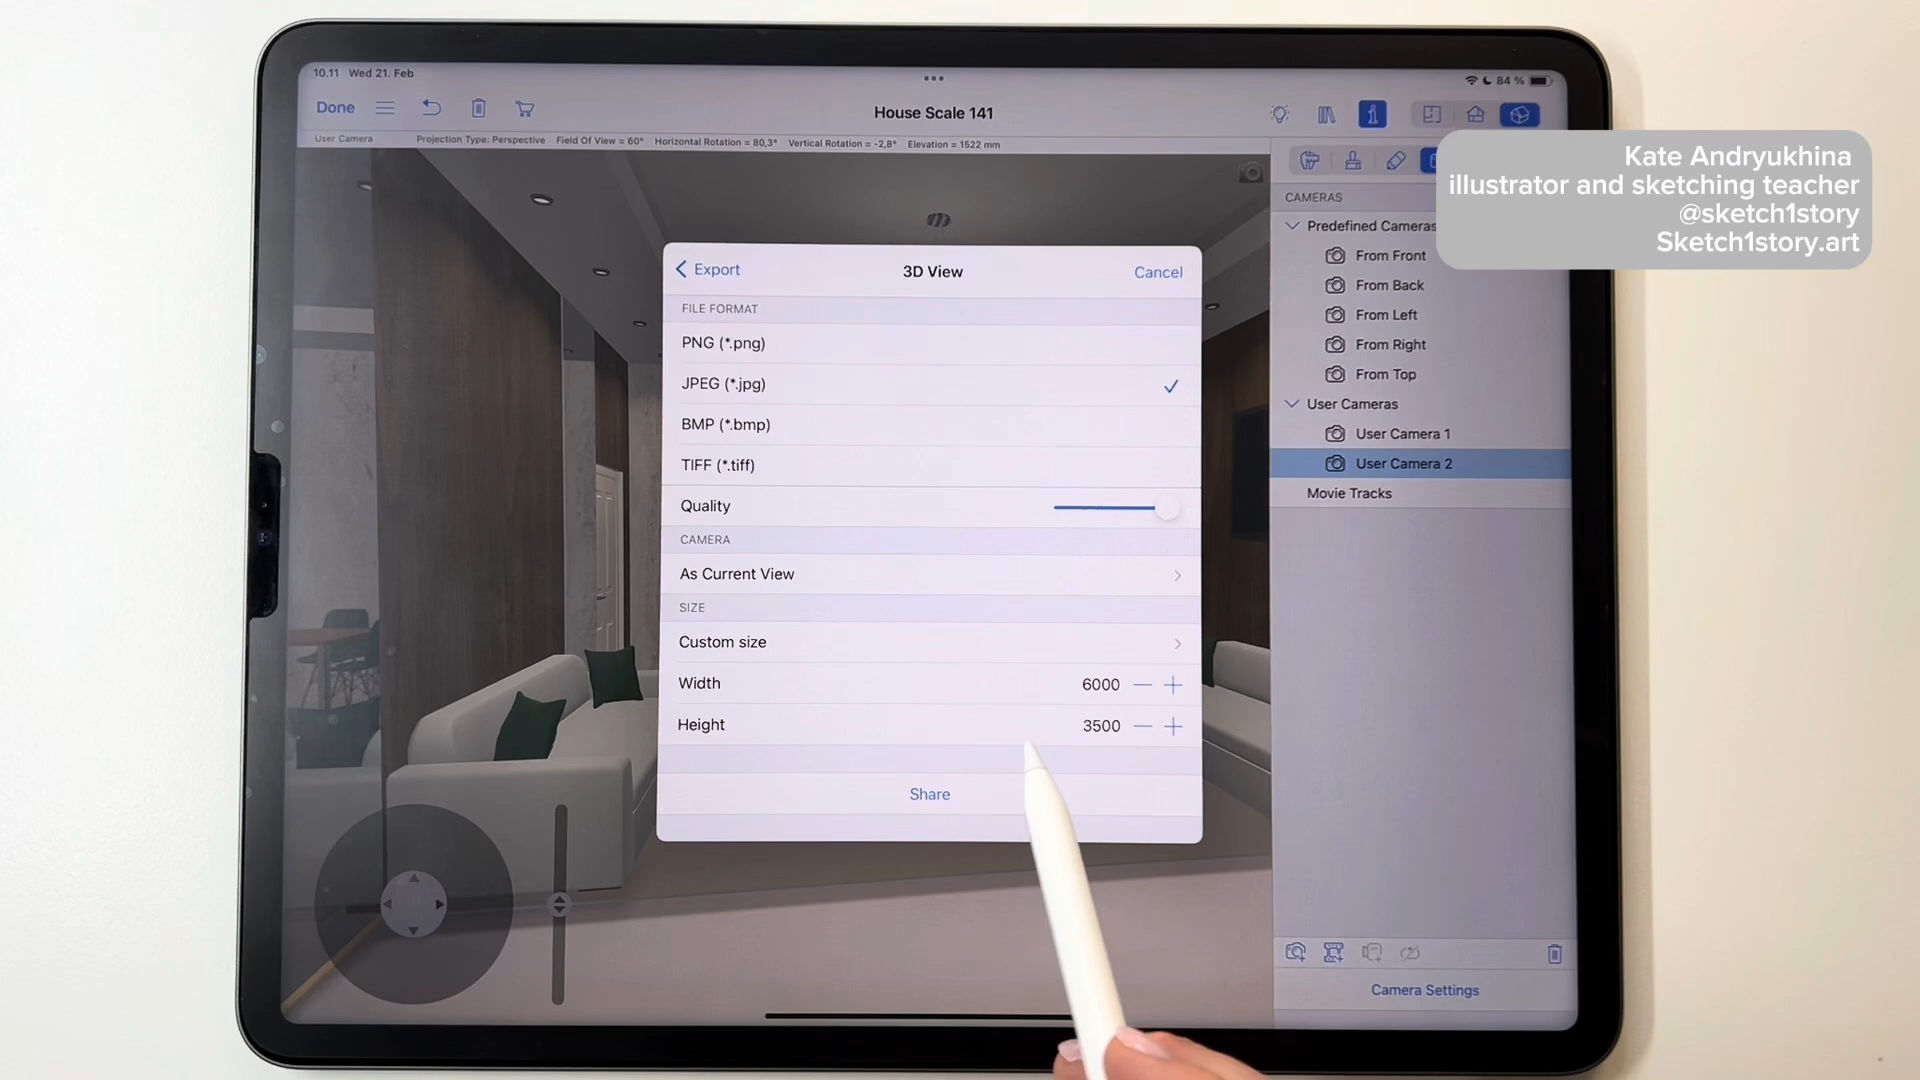 10.11 Wed 21. Feb
84 %
Done
House Scale 141
User Camera Projection Type: Perspective Field Of View = 60° Horizontal Rotation = 80,3° Vertical Rotation = -2,8° Elevation = 1522 mm
Kate Andryukhina
illustrator and sketching teacher
@sketch1story
Sketch1story.art
Export
3D View
Cancel
FILE FORMAT
PNG (*.png)
JPEG (*.jpg)
BMP (*.bmp)
TIFF (*.tiff)
Quality
CAMERA
As Current View
SIZE
Custom size
Width 6000
Height 3500
Share
CAMERAS
Predefined Cameras
From Front
From Back
From Left
From Right
From Top
User Cameras
User Camera 1
User Camera 2
Movie Tracks
Camera Settings